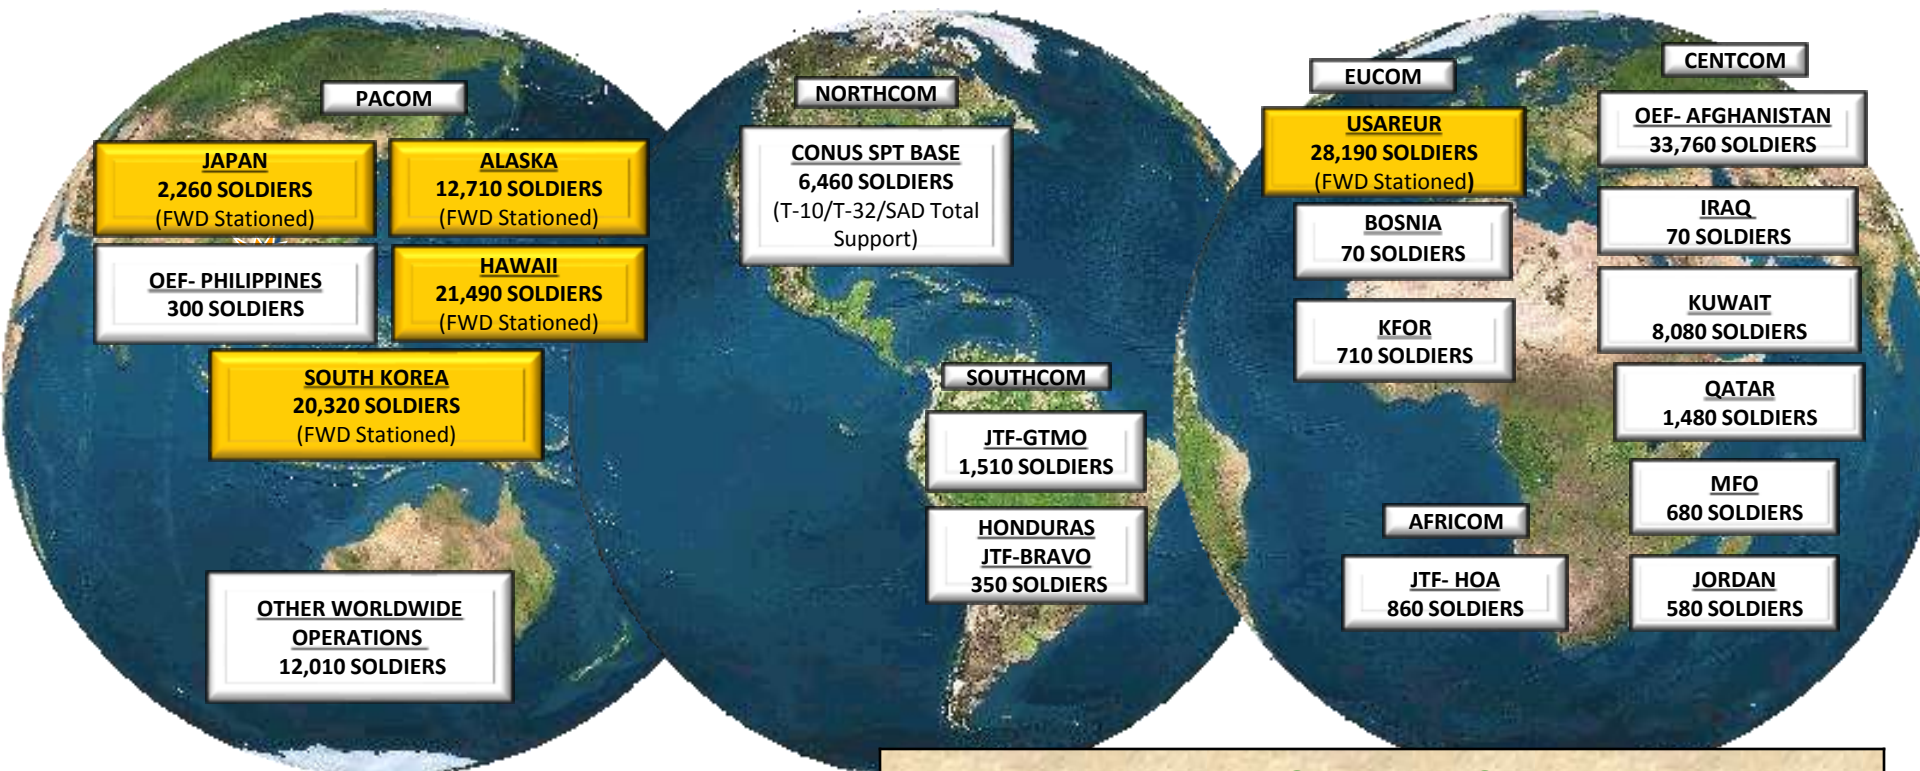 PACOM
JAPAN
2,260 SOLDIERS
(FWD Stationed)
ALASKA
12,710 SOLDIERS
(FWD Stationed)
OEF- PHILIPPINES
300 SOLDIERS
HAWAII
21,490 SOLDIERS
(FWD Stationed)
SOUTH KOREA
20,320 SOLDIERS
(FWD Stationed)
OTHER WORLDWIDE
OPERATIONS
12,010 SOLDIERS
NORTHCOM
CONUS SPT BASE
6,460 SOLDIERS
(T-10/T-32/SAD Total
Support)
SOUTHCOM
JTF-GTMO
1,510 SOLDIERS
HONDURAS
JTF-BRAVO
350 SOLDIERS
EUCOM
USAREUR
28,190 SOLDIERS
(FWD Stationed)
BOSNIA
70 SOLDIERS
KFOR
710 SOLDIERS
AFRICOM
JTF- HOA
860 SOLDIERS
CENTCOM
OEF- AFGHANISTAN
33,760 SOLDIERS
IRAQ
70 SOLDIERS
KUWAIT
8,080 SOLDIERS
QATAR
1,480 SOLDIERS
MFO
680 SOLDIERS
JORDAN
580 SOLDIERS